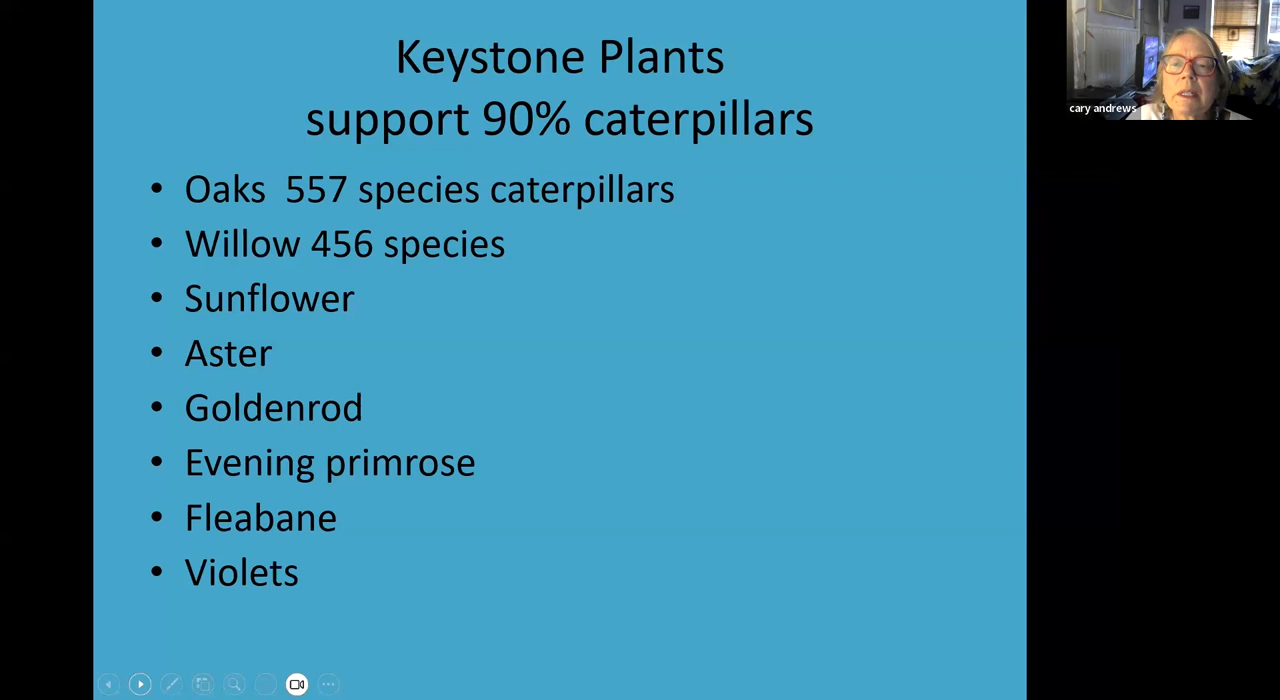 Keystone Plants
support 90% caterpillars
• Oaks  557 species caterpillars
• Willow 456 species
• Sunflower
• Aster
• Goldenrod
• Evening primrose
• Fleabane
• Violets
cary andrews